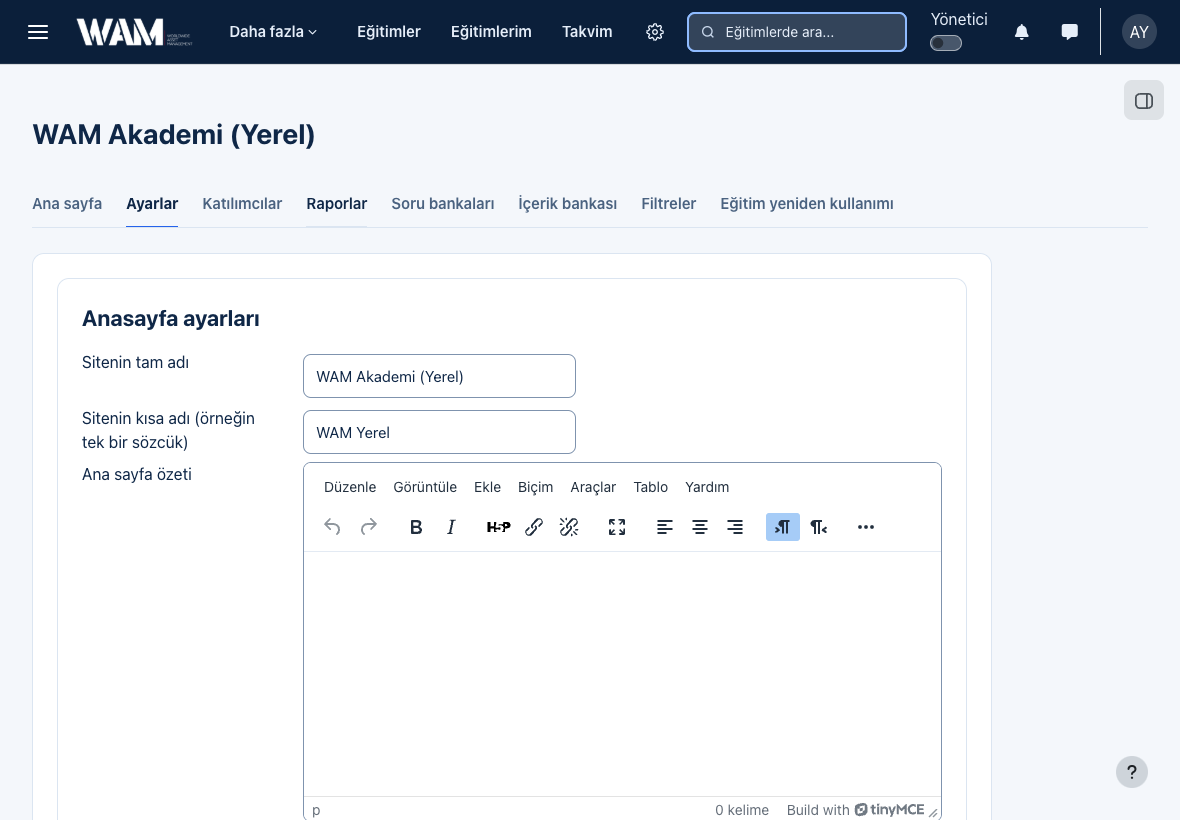 WAM WORLDWIDE ASSET MANAGEMENT
Daha fazla
Eğitimler
Eğitimlerim
Takvim
Eğitimlerde ara...
Yönetici
AY
WAM Akademi (Yerel)
Ana sayfa
Ayarlar
Katılımcılar
Raporlar
Soru bankaları
İçerik bankası
Filtreler
Eğitim yeniden kullanımı
Anasayfa ayarları
Sitenin tam adı
WAM Akademi (Yerel)
Sitenin kısa adı (örneğin
tek bir sözcük)
WAM Yerel
Ana sayfa özeti
Düzenle
Görüntüle
Ekle
Biçim
Araçlar
Tablo
Yardım
B
I
H-P
p
0 kelime
Build with tinyMCE
?